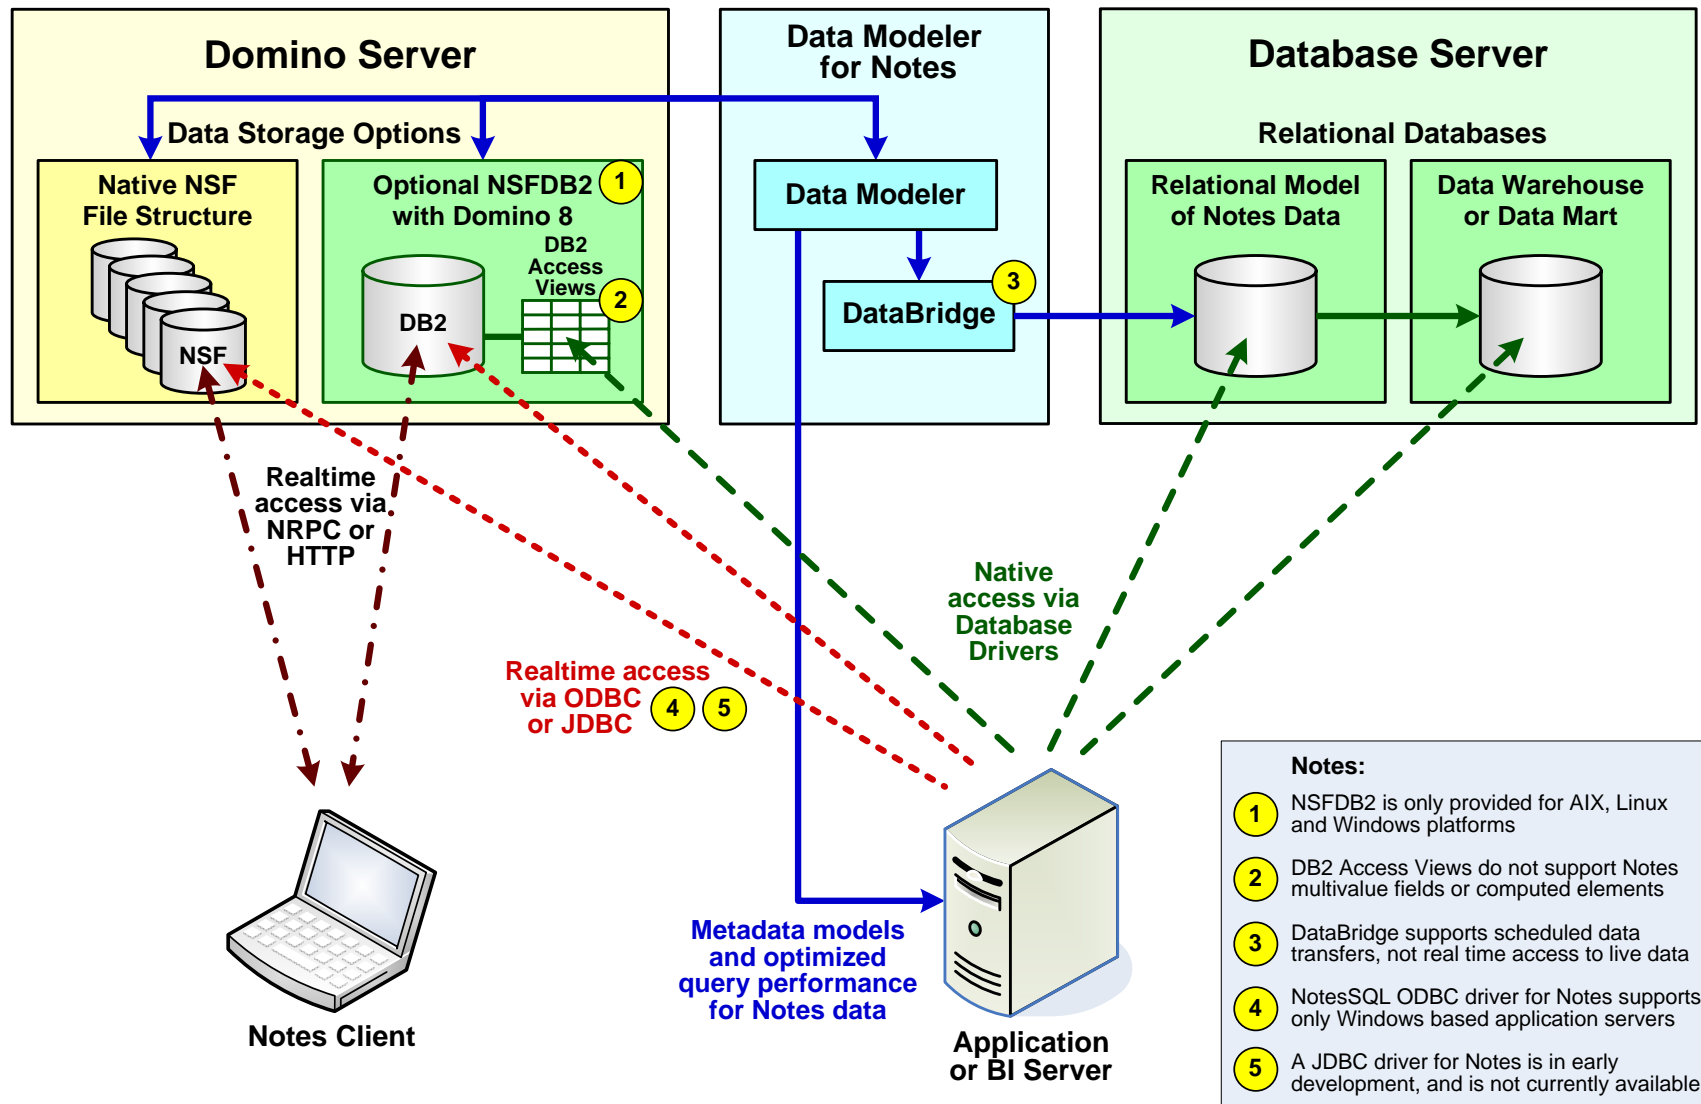 Domino Server
Data Storage Options
Native NSF
File Structure
NSF
Optional NSFDB2
with Domino 8
1
DB2
Access
Views
2
DB2
Data Modeler
for Notes
Data Modeler
DataBridge
3
Database Server
Relational Databases
Relational Model
of Notes Data
Data Warehouse
or Data Mart
Realtime
access via
NRPC or
HTTP
Realtime access
via ODBC
or JDBC
4
5
Native
access via
Database
Drivers
Metadata models
and optimized
query performance
for Notes data
Notes Client
Application
or BI Server
Notes:
1
NSFDB2 is only provided for AIX, Linux
and Windows platforms
2
DB2 Access Views do not support Notes
multivalue fields or computed elements
3
DataBridge supports scheduled data
transfers, not real time access to live data
4
NotesSQL ODBC driver for Notes supports
only Windows based application servers
5
A JDBC driver for Notes is in early
development, and is not currently available